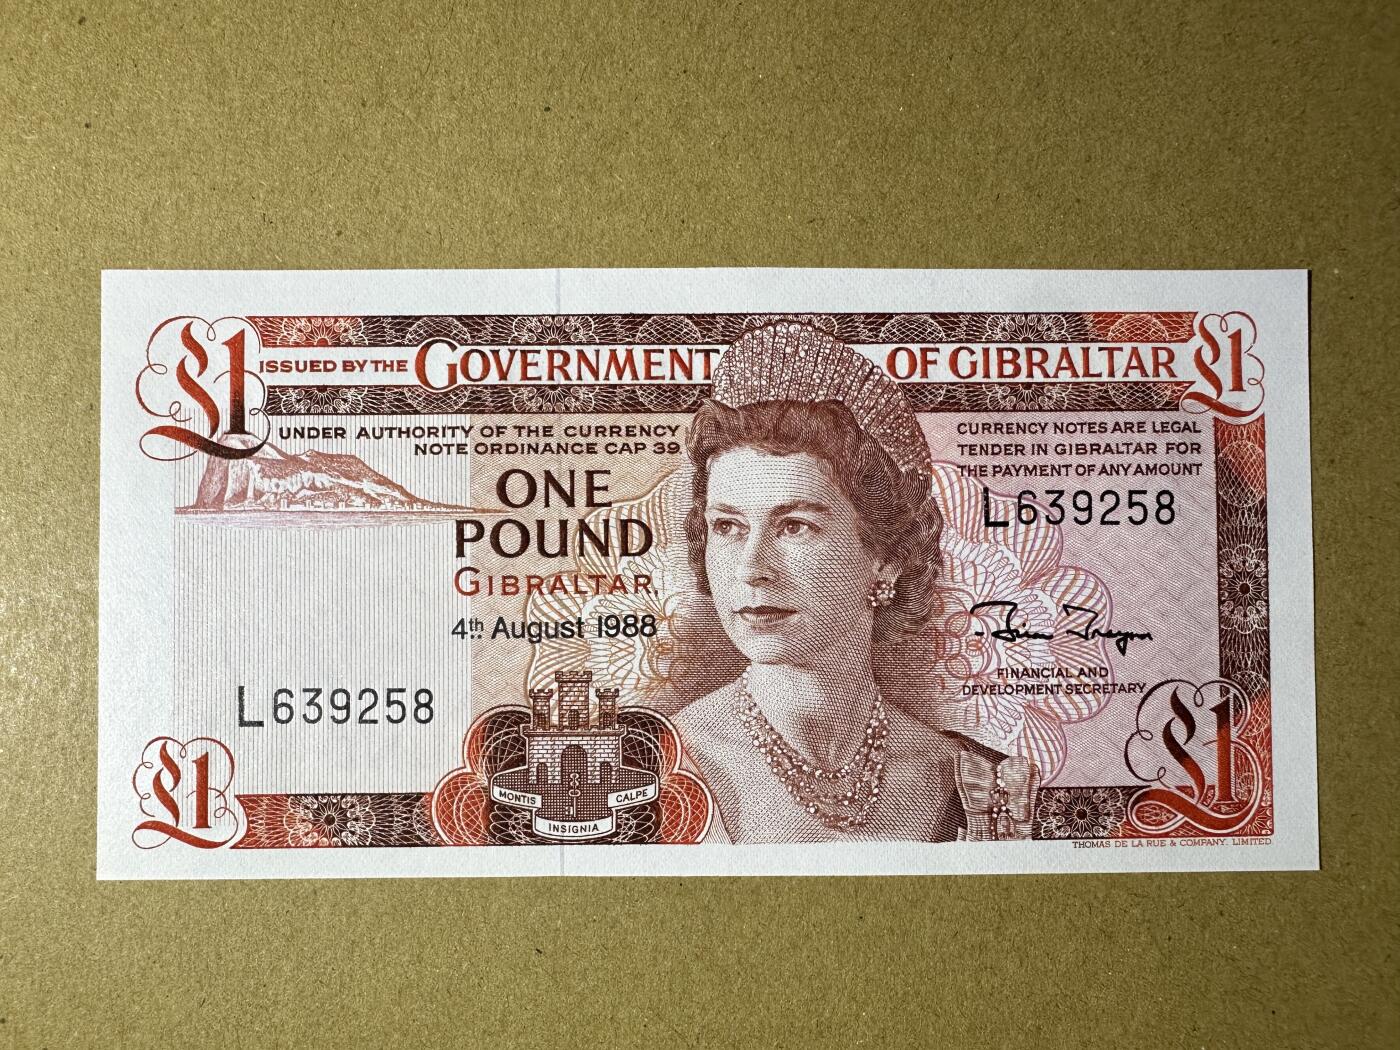 £1 ISSUED BY THE GOVERNMENT OF GIBRALTAR £1
UNDER AUTHORITY OF THE CURRENCY
NOTE ORDINANCE CAP 39
ONE
POUND
GIBRALTAR,
4th August 1988
L639258
£1
MONTIS CALPE
INSIGNIA
CURRENCY NOTES ARE LEGAL
TENDER IN GIBRALTAR FOR
THE PAYMENT OF ANY AMOUNT
L639258
FINANCIAL AND
DEVELOPMENT SECRETARY
£1
THOMAS DE LA RUE & COMPANY, LIMITED